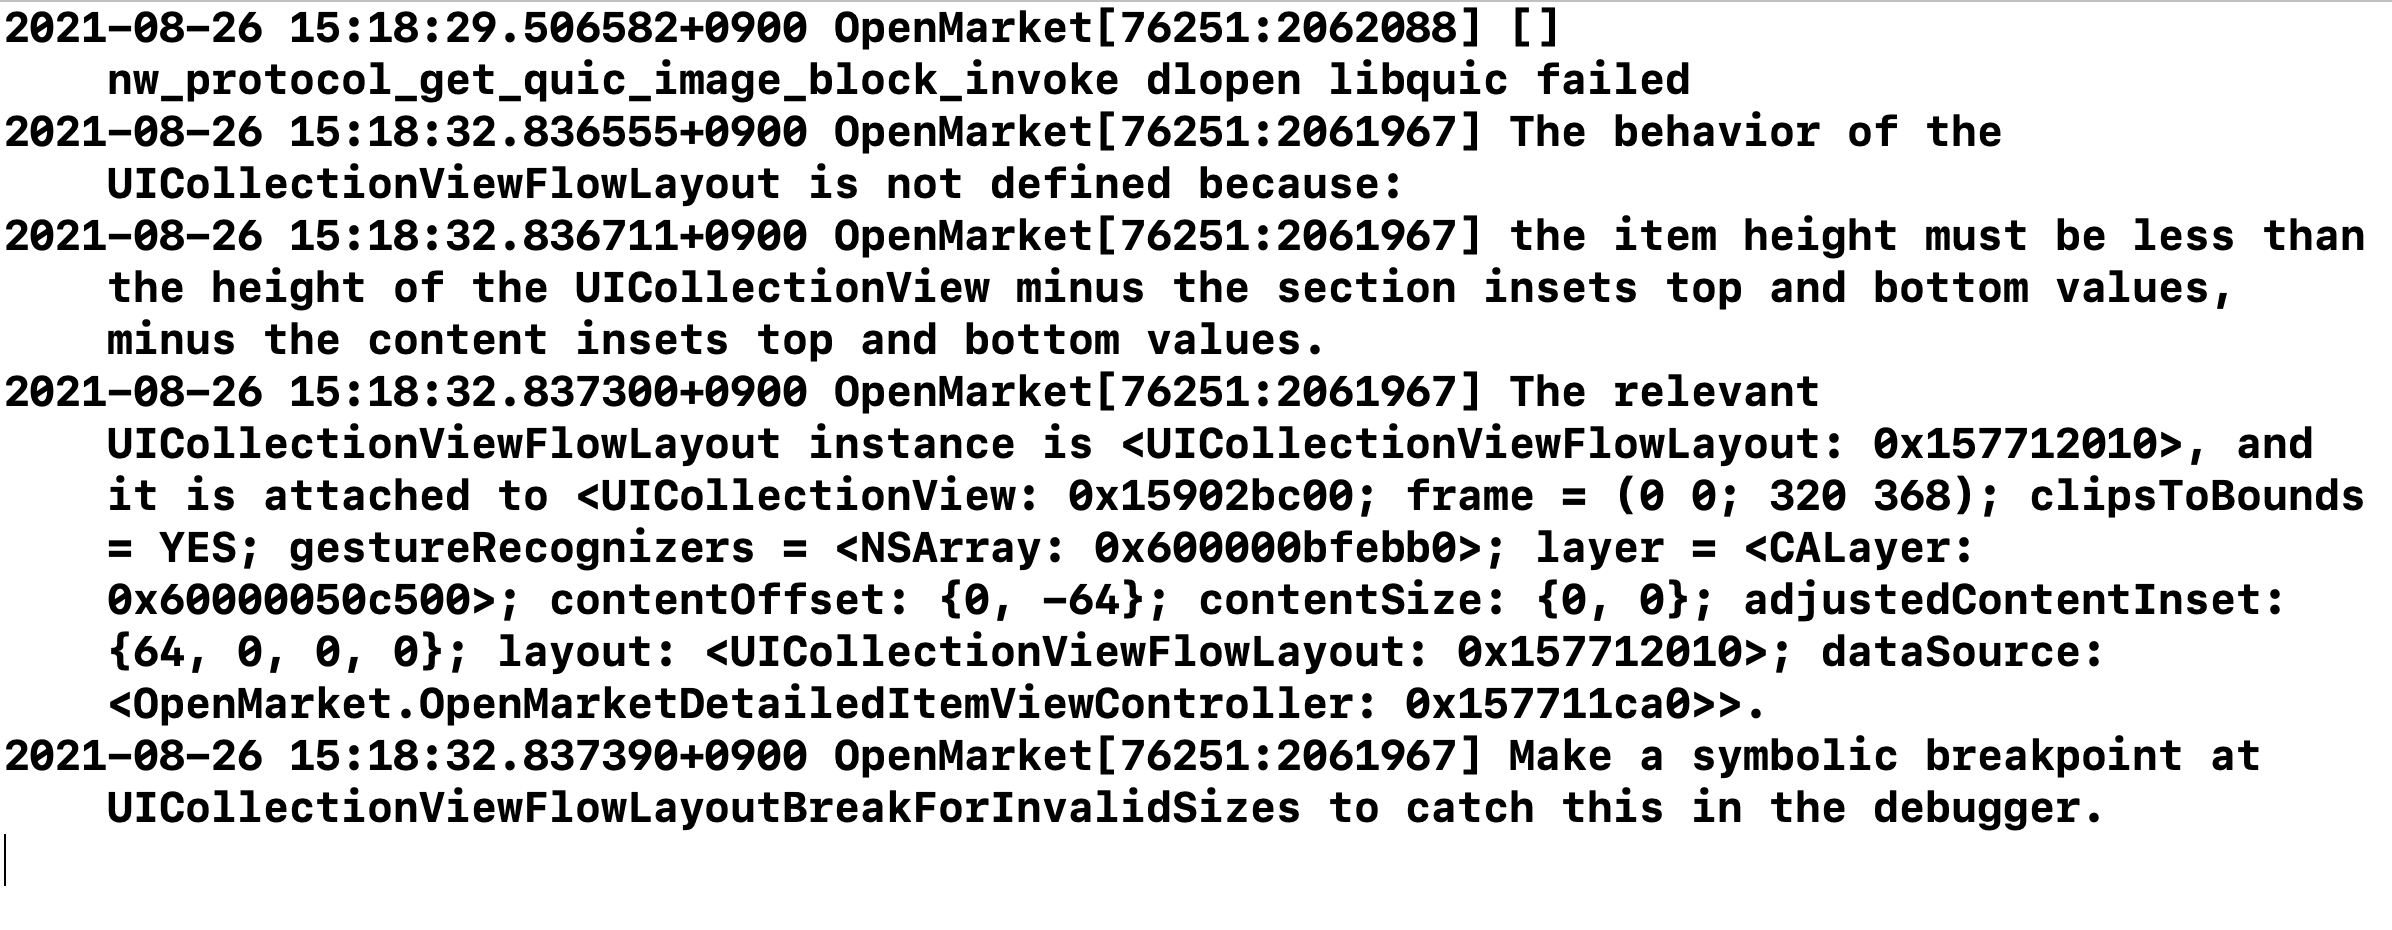 2021-08-26 15:18:29.506582+0900 OpenMarket[76251:2062088] []
nw_protocol_get_quic_image_block_invoke dlopen libquic failed
2021-08-26 15:18:32.836555+0900 OpenMarket[76251:2061967] The behavior of the
UICollectionViewFlowLayout is not defined because:
2021-08-26 15:18:32.836711+0900 OpenMarket[76251:2061967] the item height must be less than
the height of the UICollectionView minus the section insets top and bottom values,
minus the content insets top and bottom values.
2021-08-26 15:18:32.837300+0900 OpenMarket[76251:2061967] The relevant
UICollectionViewFlowLayout instance is <UICollectionViewFlowLayout: 0x157712010>, and
it is attached to <UICollectionView: 0x15902bc00; frame = (0 0; 320 368); clipsToBounds
= YES; gestureRecognizers = <NSArray: 0x600000bfebb0>; layer = <CALayer:
0x60000050c500>; contentOffset: {0, -64}; contentSize: {0, 0}; adjustedContentInset:
{64, 0, 0, 0}; layout: <UICollectionViewFlowLayout: 0x157712010>; dataSource:
<OpenMarket.OpenMarketDetailedItemViewController: 0x157711ca0>>.
2021-08-26 15:18:32.837390+0900 OpenMarket[76251:2061967] Make a symbolic breakpoint at
UICollectionViewFlowLayoutBreakForInvalidSizes to catch this in the debugger.